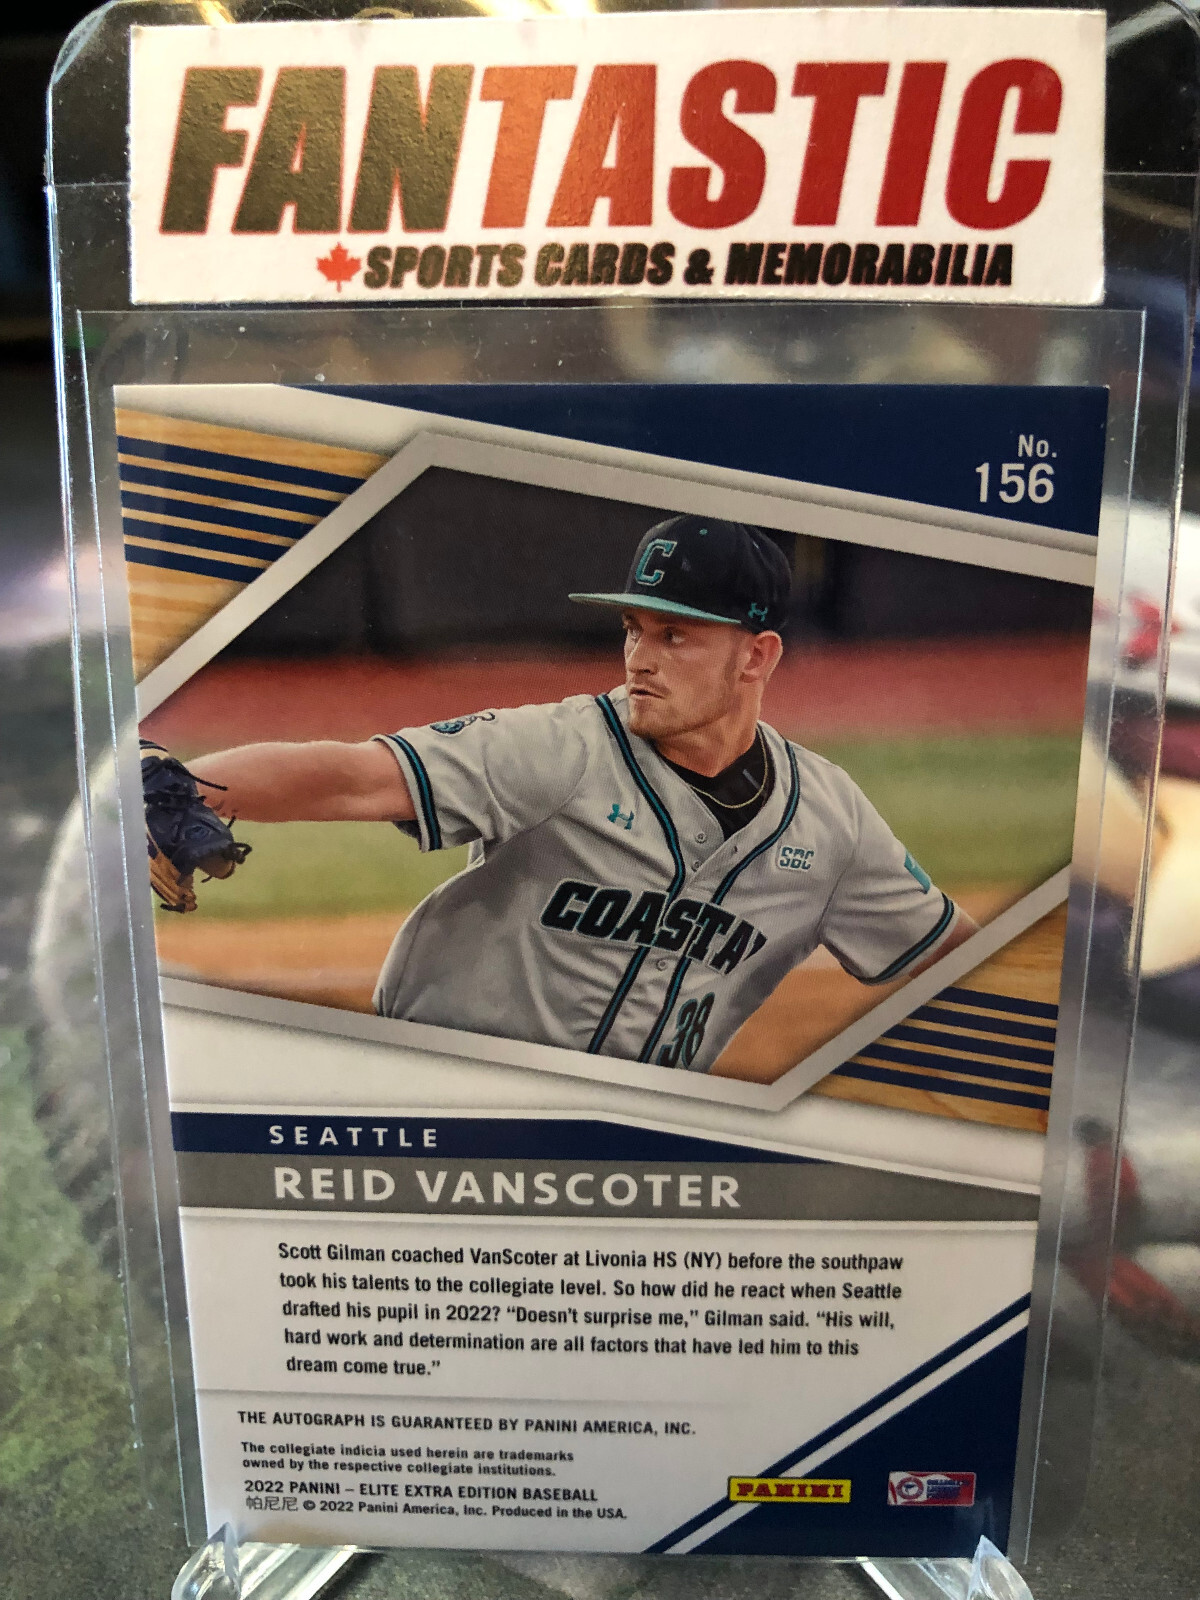 FANTASTIC
SPORTS CARDS & MEMORABILIA
No.
156
C
SBC
COASTA
38
SEATTLE
REID VANSCOTER
Scott Gilman coached VanScoter at Livonia HS (NY) before the southpaw
took his talents to the collegiate level. So how did he react when Seattle
drafted his pupil in 2022? “Doesn't surprise me,” Gilman said. “His will,
hard work and determination are all factors that have led him to this
dream come true.”
THE AUTOGRAPH IS GUARANTEED BY PANINI AMERICA, INC.
The collegiate indicia used herein are trademarks
owned by the respective collegiate institutions.
2022 PANINI – ELITE EXTRA EDITION BASEBALL
帕尼尼 © 2022 Panini America, Inc. Produced in the USA.
PANINI